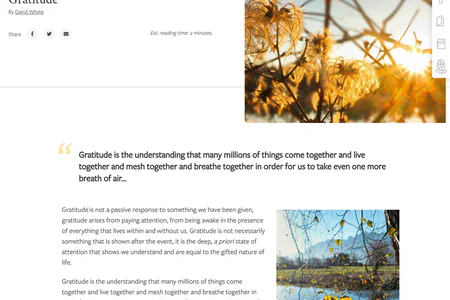 Gratitude
By David Whyte
Share
Est. reading time: 2 minutes
“
Gratitude is the understanding that many millions of things come together and live
together and mesh together and breathe together in order for us to take even one more
breath of air...
Gratitude is not a passive response to something we have been given,
gratitude arises from paying attention, from being awake in the presence
of everything that lives within and without us. Gratitude is not necessarily
something that is shown after the event, it is the deep, a priori state of
attention that shows we understand and are equal to the gifted nature of
life.
Gratitude is the understanding that many millions of things come
together and live together and mesh together and breathe together in